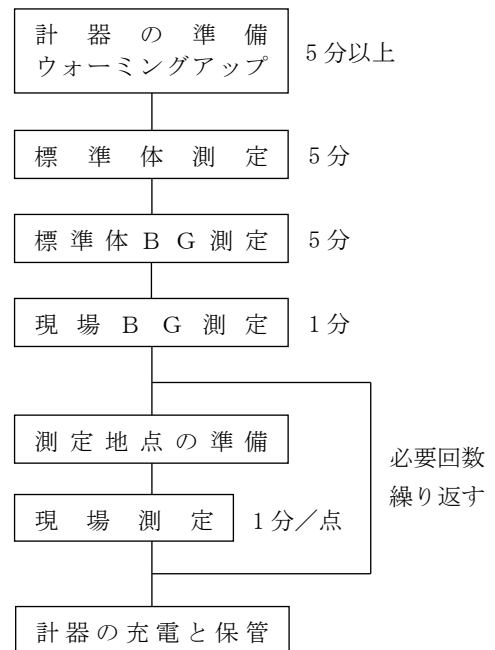 計器の準備
ウォーミングアップ
5分以上
標準体測定
5分
標準体BG測定
5分
現場BG測定
1分
測定地点の準備
必要回数
繰り返す
現場測定
1分／点
計器の充電と保管